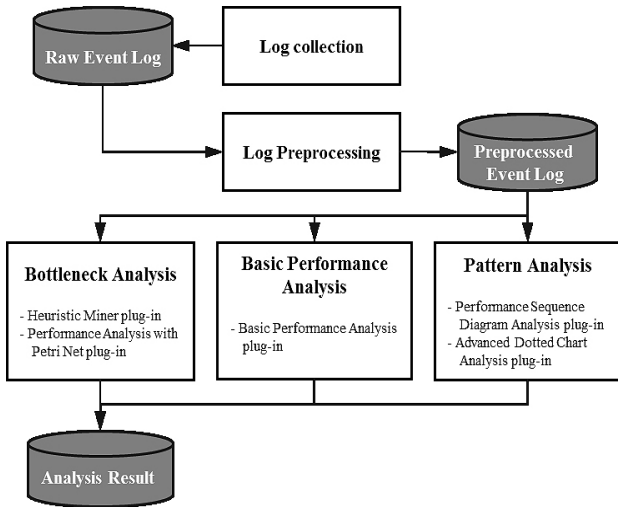 Raw Event Log
Log collection
Log Preprocessing
Preprocessed
Event Log
Bottleneck Analysis
- Heuristic Miner plug-in
- Performance Analysis with
Petri Net plug-in
Basic Performance
Analysis
- Basic Performance Analysis
plug-in
Pattern Analysis
- Performance Sequence
Diagram Analysis plug-in
- Advanced Dotted Chart
Analysis plug-in
Analysis Result